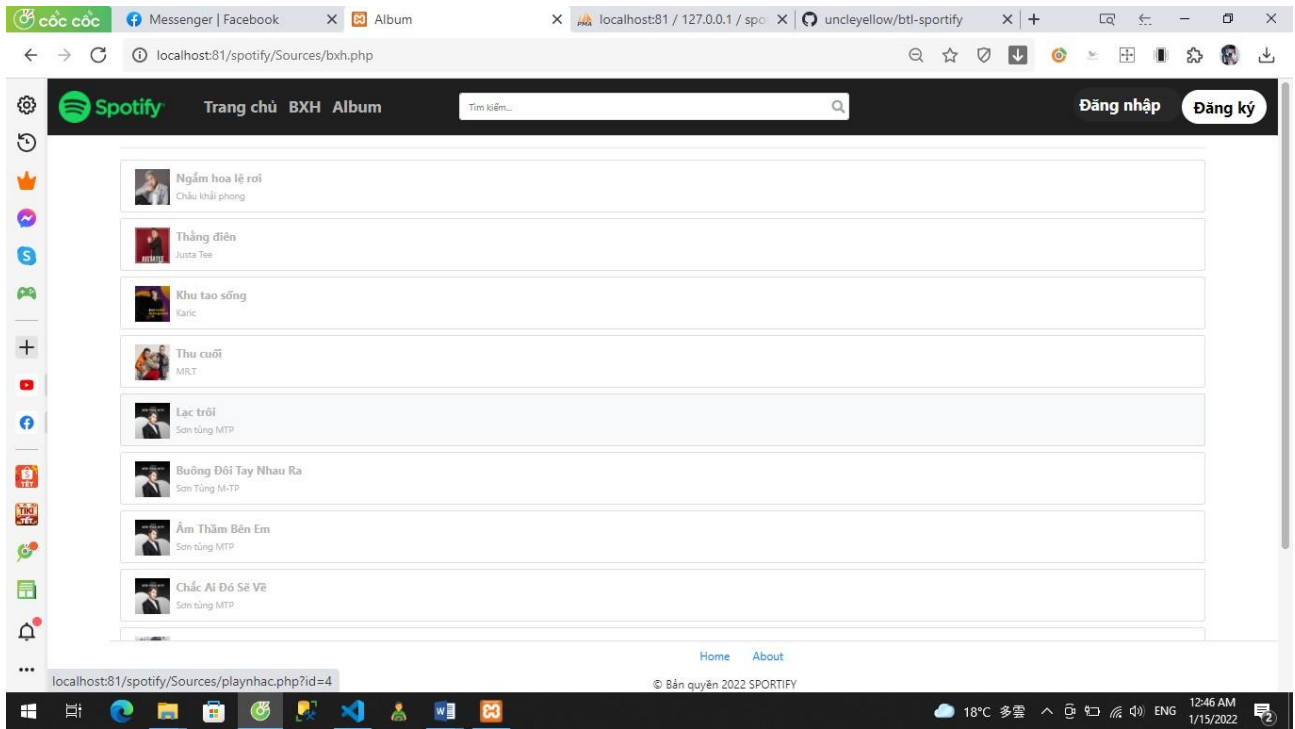 cốc cốc
Messenger | Facebook
Album
localhost:81 / 127.0.0.1 / spo
uncleyellow/btl-sportify
localhost:81/spotify/Sources/bxh.php
Spotify
Trang chủ BXH Album
Tìm kiếm...
Đăng nhập
Đăng ký
Ngắm hoa lệ rơi
Châu khải phong
Thằng điên
Justa Tee
Khu tao sống
Karic
Thu cuối
MR.T
Lạc trôi
Sơn tùng MTP
Buông Đôi Tay Nhau Ra
Sơn Tùng M-TP
Âm Thầm Bên Em
Sơn tùng MTP
Chắc Ai Đó Sẽ Về
Sơn tùng MTP
Home About
localhost:81/spotify/Sources/playnhac.php?id=4
© Bản quyền 2022 SPORTIFY
18°C 多雲
ENG
12:46 AM
1/15/2022
2